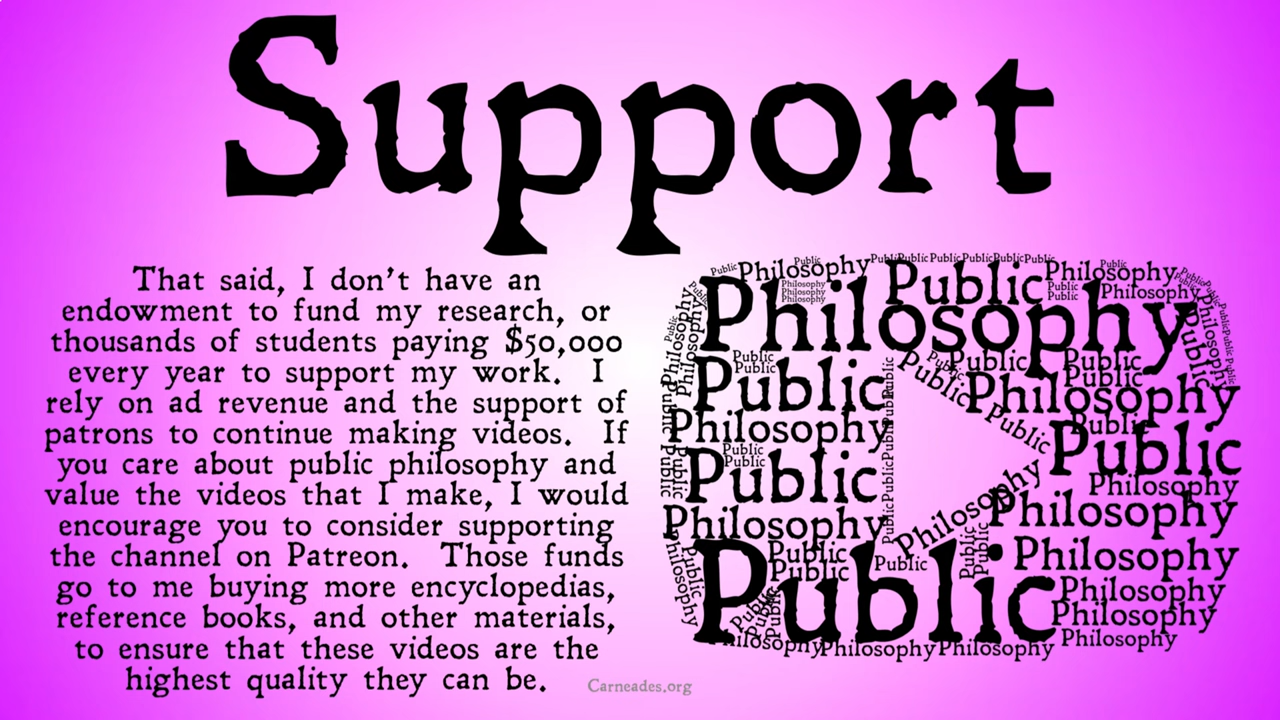 Support
That said, I don't have an
endowment to fund my research, or
thousands of students paying $50,000
every year to support my work. I
rely on ad revenue and the support of
patrons to continue making videos. If
you care about public philosophy and
value the videos that I make, I would
encourage you to consider supporting
the channel on Patreon. Those funds
go to me buying more encyclopedias,
reference books, and other materials,
to ensure that these videos are the
highest quality they can be.
Philosophy
Public
Philosophy
Philosophy
Public
Philosophy
Public
Philosophy
Public
Philosophy
Public
Philosophy
Philosophy
Philosophy
Philosophy
Public
Philosophy
Philosophy
Philosophy
Philosophy
Philosophy
Philosophy
Carneades.org